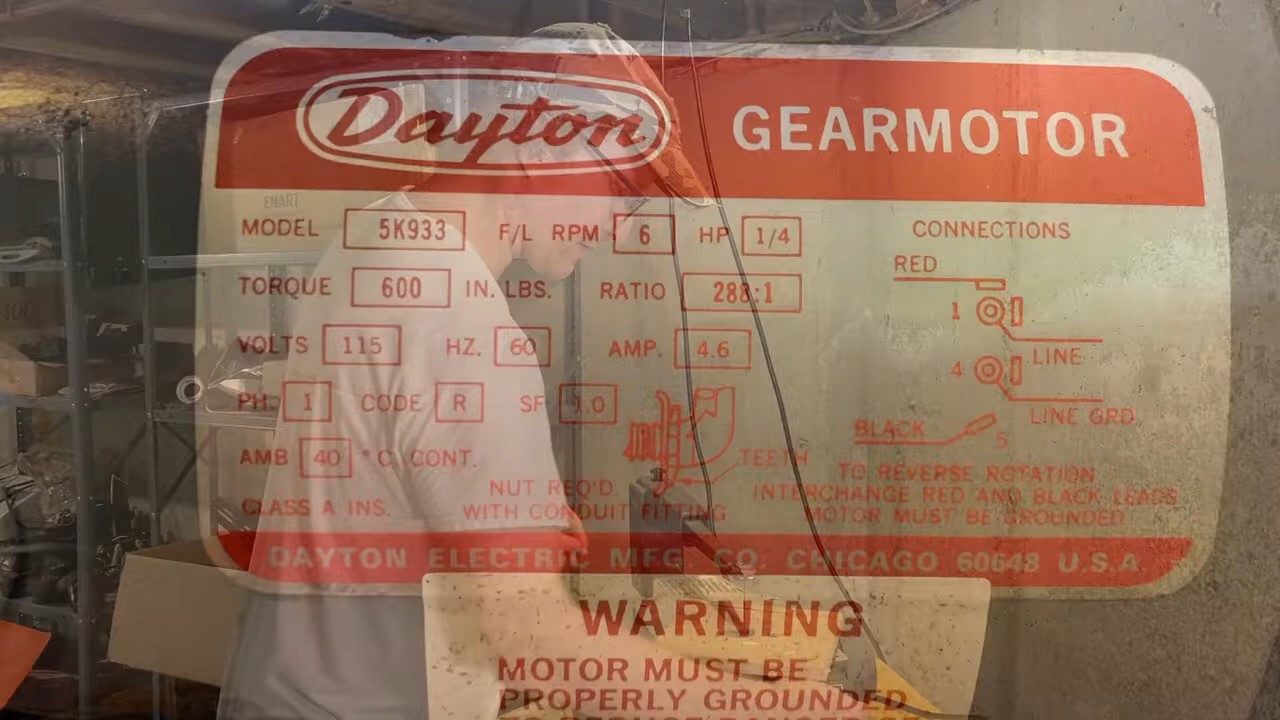 Dayton GEARMOTOR
MODEL 5K933 F/L RPM 6 HP 1/4
TORQUE 600 IN. LBS. RATIO 288:1
VOLTS 115 HZ. 60 AMP. 4.6
PH. 1 CODE R SF 1.0
AMB 40 °C CONT.
CLASS A INS.
NUT REQ'D.
WITH CONDUIT FITTING
TEETH
CONNECTIONS
RED
1
LINE
4
LINE GRD
BLACK 5
TO REVERSE ROTATION
INTERCHANGE RED AND BLACK LEADS
MOTOR MUST BE GROUNDED
DAYTON ELECTRIC MFG. CO. CHICAGO 60648 U.S.A.
WARNING
MOTOR MUST BE
PROPERLY GROUNDED